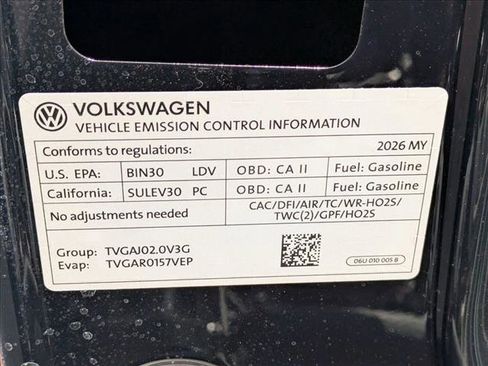 VOLKSWAGEN
VEHICLE EMISSION CONTROL INFORMATION
Conforms to regulations: 2026 MY
U.S. EPA: BIN30 LDV OBD: CA II Fuel: Gasoline
California: SULEV30 PC OBD: CA II Fuel: Gasoline
No adjustments needed
CAC/DFI/AIR/TC/WR-HO2S/
TWC(2)/GPF/HO2S
Group: TVGAJ02.0V3G
Evap: TVGAR0157VEP
06U 010 005 B